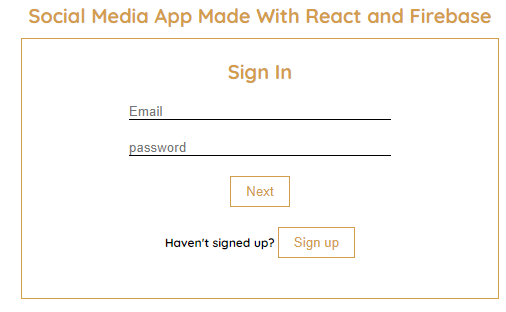 Social Media App Made With React and Firebase
Sign In
Email
password
Next
Haven't signed up? Sign up